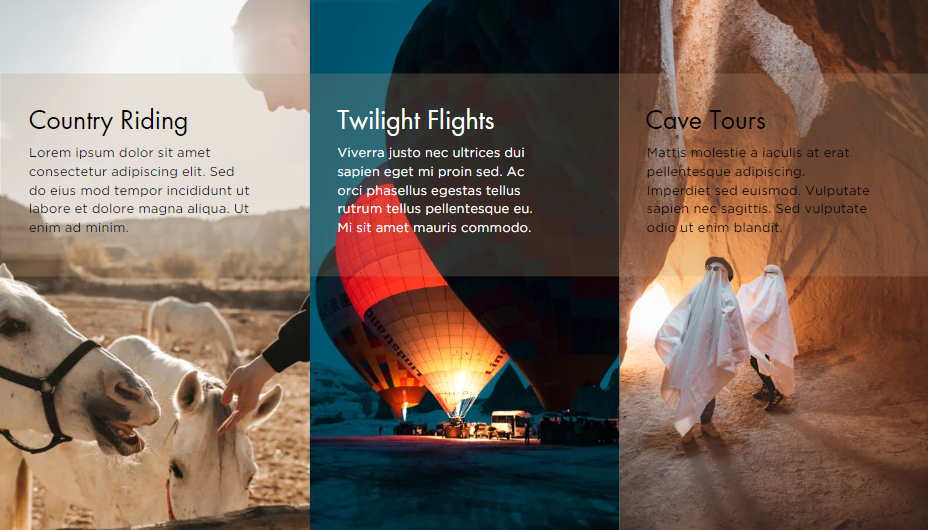 Country Riding
Lorem ipsum dolor sit amet
consectetur adipiscing elit. Sed
do eius mod tempor incididunt ut
labore et dolore magna aliqua. Ut
enim ad minim.
Twilight Flights
Viverra justo nec ultrices dui
sapien eget mi proin sed. Ac
orci phasellus egestas tellus
rutrum tellus pellentesque eu.
Mi sit amet mauris commodo.
Cave Tours
Mattis molestie a iaculis at erat
pellentesque adipiscing.
Imperdiet sed euismod. Vulputate
sapien nec sagittis. Sed vulputate
odio ut enim blandit.